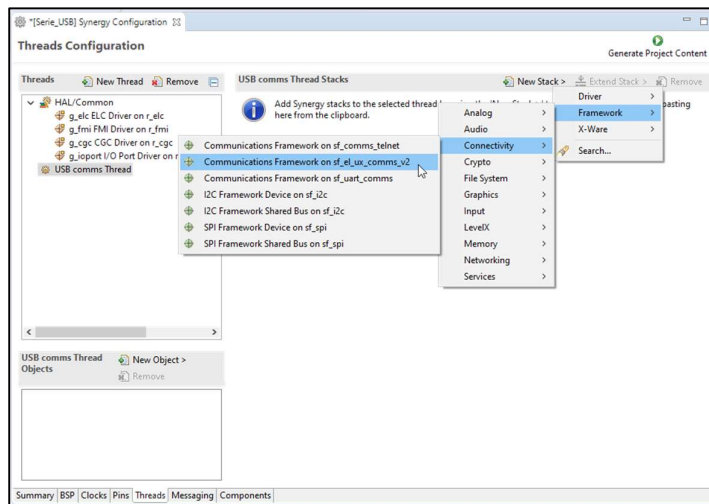 *[Serie_USB] Synergy Configuration
Threads Configuration
Generate Project Content
Threads
New Thread
Remove
USB comms Thread Stacks
New Stack >
Extend Stack >
Remove
HAL/Common
g_elc ELC Driver on r_elc
g_fmi FMI Driver on r_fmi
g_cgc CGC Driver on r_cgc
g_ioport I/O Port Driver on r
USB comms Thread
Add Synergy stacks to the selected thread
pasting
here from the clipboard.
Driver >
Framework >
X-Ware >
Search...
Analog >
Audio >
Connectivity >
Crypto >
File System >
Graphics >
Input >
LevelX >
Memory >
Networking >
Services >
Communications Framework on sf_comms_telnet
Communications Framework on sf_el_ux_comms_v2
Communications Framework on sf_uart_comms
I2C Framework Device on sf_i2c
I2C Framework Shared Bus on sf_i2c
SPI Framework Device on sf_spi
SPI Framework Shared Bus on sf_spi
USB comms Thread
Objects
New Object >
Remove
Summary BSP Clocks Pins Threads Messaging Components